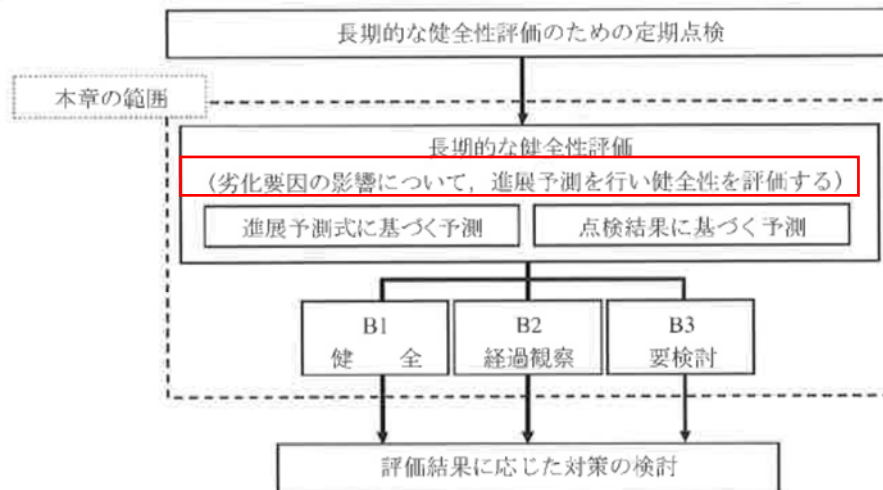 長期的な健全性評価のための定期点検
本章の範囲
長期的な健全性評価
(劣化要因の影響について，進展予測を行い健全性を評価する)
進展予測式に基づく予測
点検結果に基づく予測
B1
健　　全
B2
経過観察
B3
要検討
評価結果に応じた対策の検討